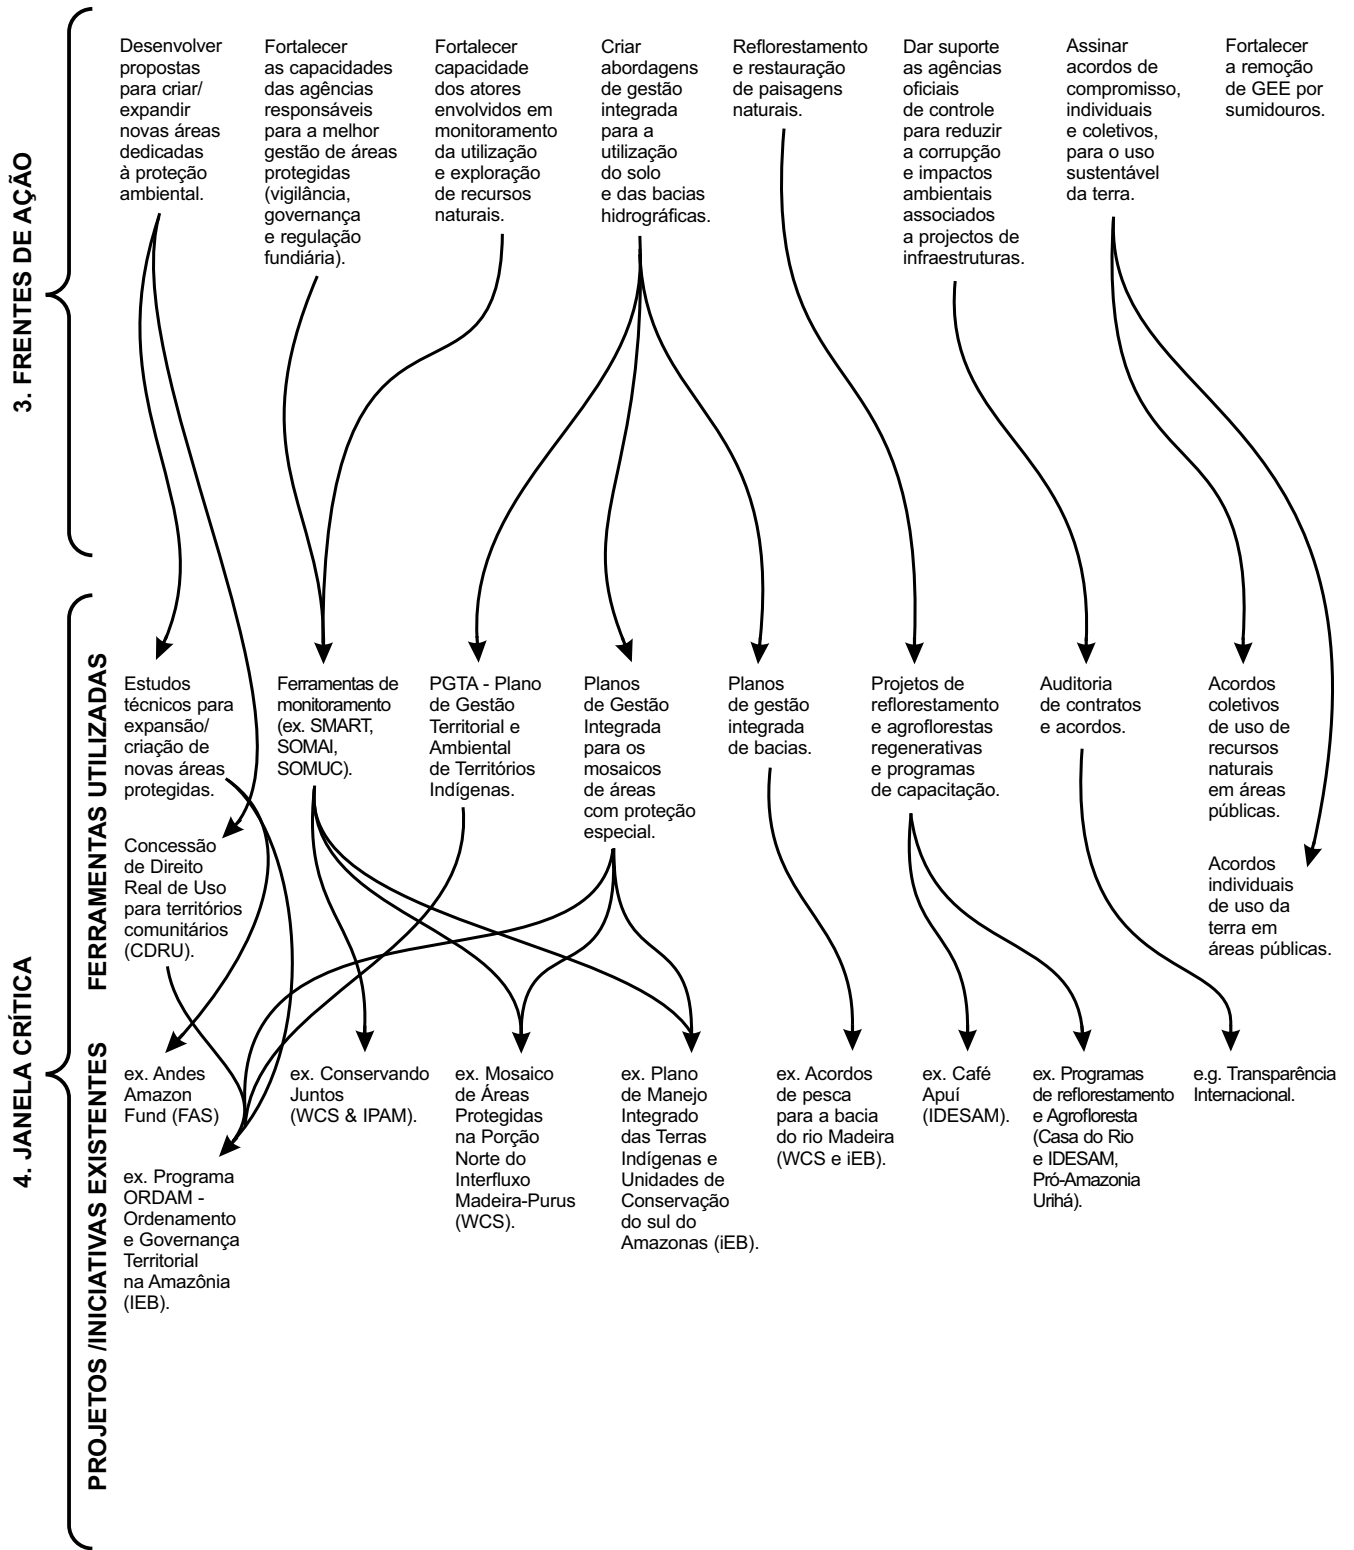 3. FRENTES DE AÇÃO
Desenvolver
propostas
para criar/
expandir
novas áreas
dedicadas
à proteção
ambiental.
Fortalecer
as capacidades
das agências
responsáveis
para a melhor
gestão de áreas
protegidas
(vigilância,
governança
e regulação
fundiária).
Fortalecer
capacidade
dos atores
envolvidos em
monitoramento
da utilização
e exploração
de recursos
naturais.
Criar
abordagens
de gestão
integrada
para a
utilização
do solo
e das bacias
hidrográficas.
Reflorestamento
e restauração
de paisagens
naturais.
Dar suporte
as agências
oficiais
de controle
para reduzir
a corrupção
e impactos
ambientais
associados
a projectos de
infraestruturas.
Assinar
acordos de
compromisso,
individuais
e coletivos,
para o uso
sustentável
da terra.
Fortalecer
a remoção
de GEE por
sumidouros.
4. JANELA CRÍTICA
FERRAMENTAS UTILIZADAS
Estudos
técnicos para
expansão/
criação de
novas áreas
protegidas.
Concessão
de Direito
Real de Uso
para territórios
comunitários
(CDRU).
Ferramentas de
monitoramento
(ex. SMART,
SOMAI,
SOMUC).
PGTA - Plano
de Gestão
Territorial e
Ambiental
de Territórios
Indígenas.
Planos
de Gestão
Integrada
para os
mosaicos
de áreas
com proteção
especial.
Planos
de gestão
integrada
de bacias.
Projetos de
reflorestamento
e agroflorestas
regenerativas
e programas
de capacitação.
Auditoria
de contratos
e acordos.
Acordos
coletivos
de uso de
recursos
naturais
em áreas
públicas.
Acordos
individuais
de uso da
terra em
áreas públicas.
PROJETOS /INICIATIVAS EXISTENTES
ex. Andes
Amazon
Fund (FAS)
ex. Programa
ORDAM -
Ordenamento
e Governança
Territorial
na Amazônia
(IEB).
ex. Conservando
Juntos
(WCS & IPAM).
ex. Mosaico
de Áreas
Protegidas
na Porção
Norte do
Interfluxo
Madeira-Purus
(WCS).
ex. Plano
de Manejo
Integrado
das Terras
Indígenas e
Unidades de
Conservação
do sul do
Amazonas (iEB).
ex. Acordos
de pesca
para a bacia
do rio Madeira
(WCS e iEB).
ex. Café
Apuí
(IDESAM).
ex. Programas
de reflorestamento
e Agrofloresta
(Casa do Rio
e IDESAM,
Pró-Amazonia
Urihá).
e.g. Transparência
Internacional.